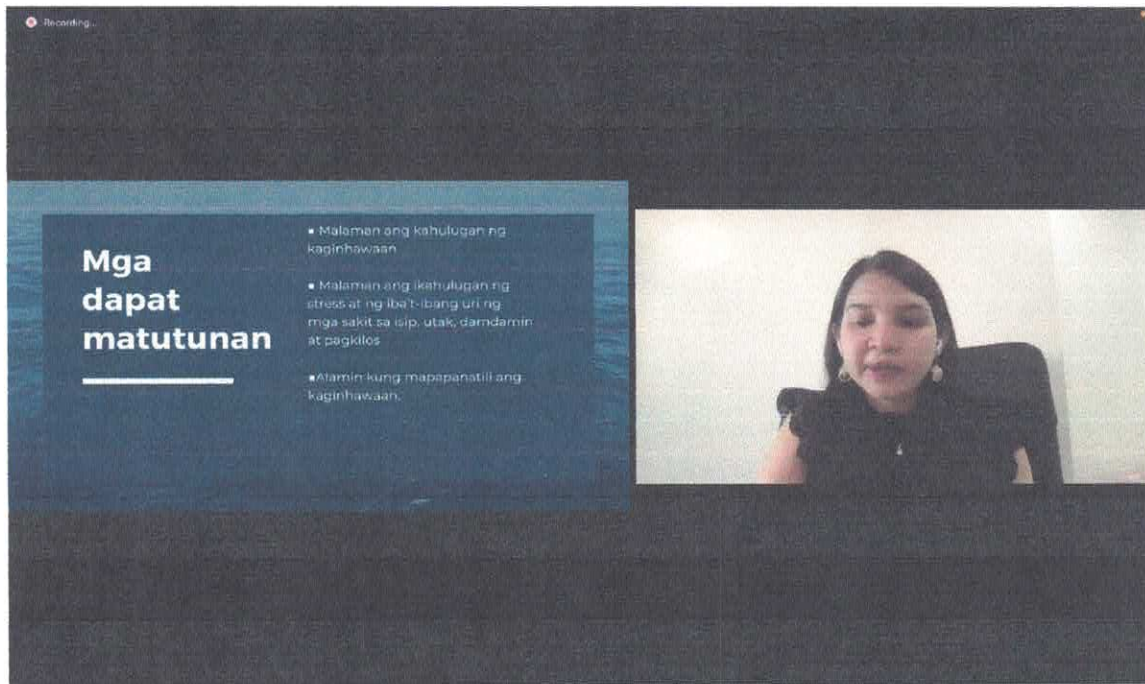 Recording...
Mga
dapat
matutunan
▪ Malaman ang kahulugan ng
kaginhawaan
▪ Malaman ang ikahulugan ng
stress at ng iba't-ibang uri ng
mga sakit sa isip, utak, damdamin
at pagkilos
▪Alamin kung mapapanatili ang
kaginhawaan.